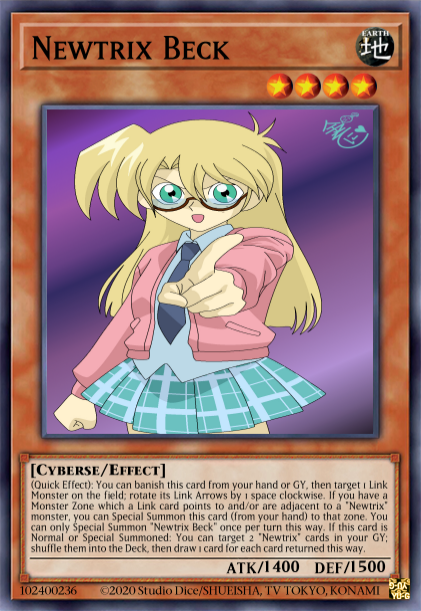 Newtrix Beck
EARTH
地
[Cyberse/Effect]
(Quick Effect): You can banish this card from your hand or GY, then target 1 Link
Monster on the field; rotate its Link Arrows by 1 space clockwise. If you have a
Monster Zone which a Link card points to and/or are adjacent to a "Newtrix"
monster, you can Special Summon this card (from your hand) to that zone. You
can only Special Summon "Newtrix Beck" once per turn this way. If this card is
Normal or Special Summoned: You can target 2 "Newtrix" cards in your GY;
shuffle them into the Deck, then draw 1 card for each card returned this way.
ATK/1400 DEF/1500
102400236 ©2020 Studio Dice/SHUEISHA, TV TOKYO, KONAMI